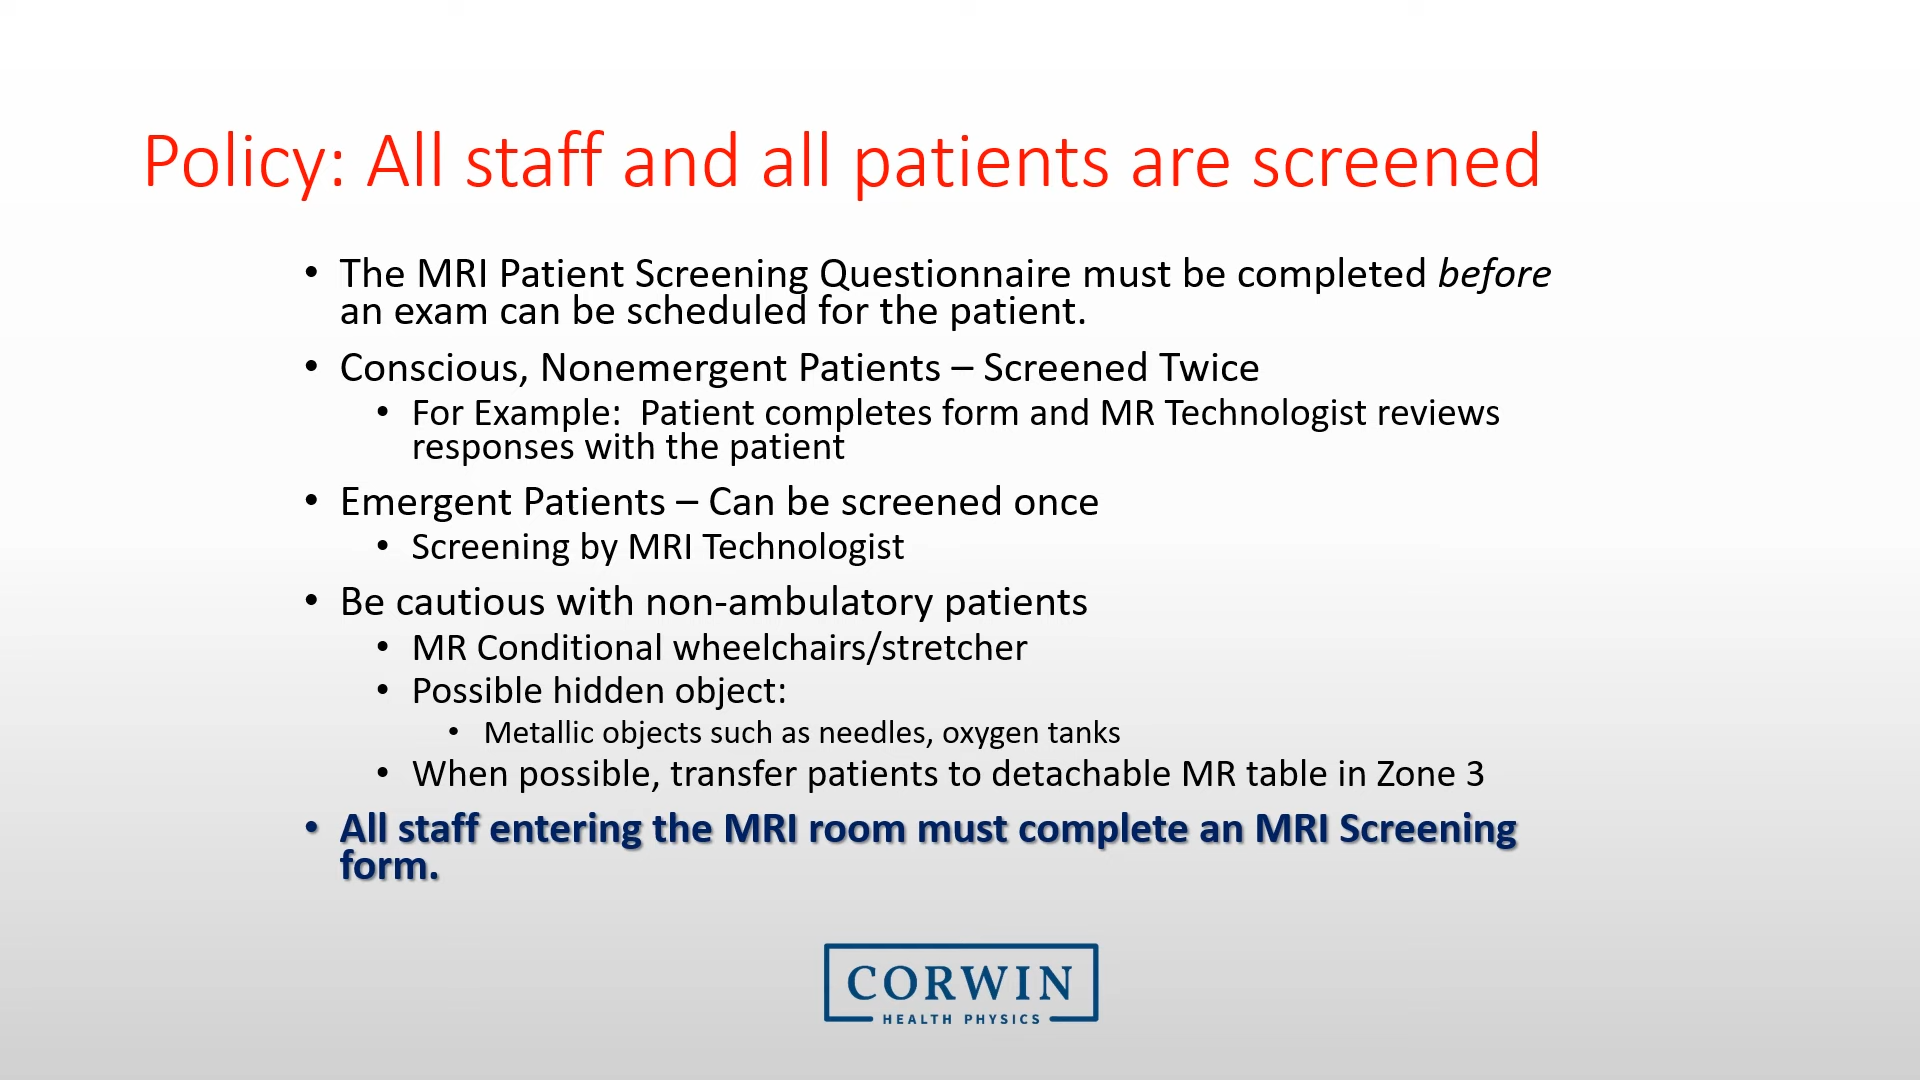 Policy: All staff and all patients are screened
• The MRI Patient Screening Questionnaire must be completed before
an exam can be scheduled for the patient.
• Conscious, Nonemergent Patients – Screened Twice
• For Example:  Patient completes form and MR Technologist reviews
responses with the patient
• Emergent Patients – Can be screened once
• Screening by MRI Technologist
• Be cautious with non-ambulatory patients
• MR Conditional wheelchairs/stretcher
• Possible hidden object:
• Metallic objects such as needles, oxygen tanks
• When possible, transfer patients to detachable MR table in Zone 3
• All staff entering the MRI room must complete an MRI Screening
form.
CORWIN
HEALTH PHYSICS